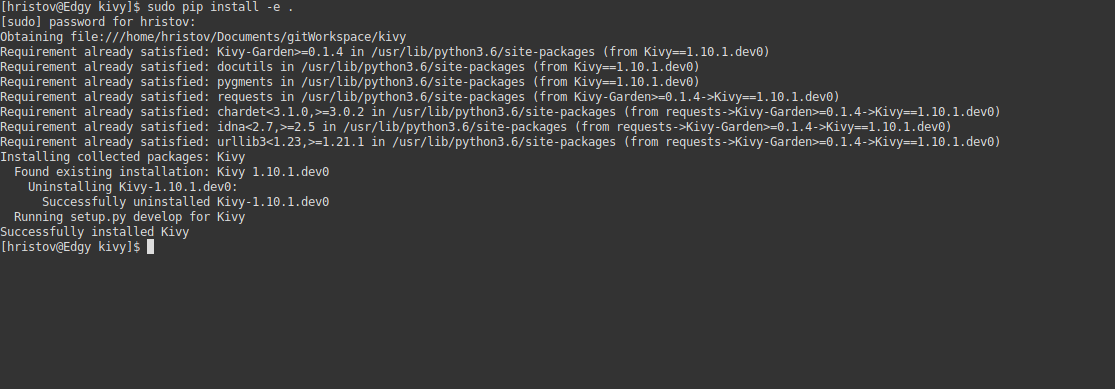 [hristov@Edgy kivy]$ sudo pip install -e .
[sudo] password for hristov:
Obtaining file:///home/hristov/Documents/gitWorkspace/kivy
Requirement already satisfied: Kivy-Garden>=0.1.4 in /usr/lib/python3.6/site-packages (from Kivy==1.10.1.dev0)
Requirement already satisfied: docutils in /usr/lib/python3.6/site-packages (from Kivy==1.10.1.dev0)
Requirement already satisfied: pygments in /usr/lib/python3.6/site-packages (from Kivy==1.10.1.dev0)
Requirement already satisfied: requests in /usr/lib/python3.6/site-packages (from Kivy-Garden>=0.1.4->Kivy==1.10.1.dev0)
Requirement already satisfied: chardet<3.1.0,>=3.0.2 in /usr/lib/python3.6/site-packages (from requests->Kivy-Garden>=0.1.4->Kivy==1.10.1.dev0)
Requirement already satisfied: idna<2.7,>=2.5 in /usr/lib/python3.6/site-packages (from requests->Kivy-Garden>=0.1.4->Kivy==1.10.1.dev0)
Requirement already satisfied: urllib3<1.23,>=1.21.1 in /usr/lib/python3.6/site-packages (from requests->Kivy-Garden>=0.1.4->Kivy==1.10.1.dev0)
Installing collected packages: Kivy
  Found existing installation: Kivy 1.10.1.dev0
    Uninstalling Kivy-1.10.1.dev0:
      Successfully uninstalled Kivy-1.10.1.dev0
  Running setup.py develop for Kivy
Successfully installed Kivy
[hristov@Edgy kivy]$